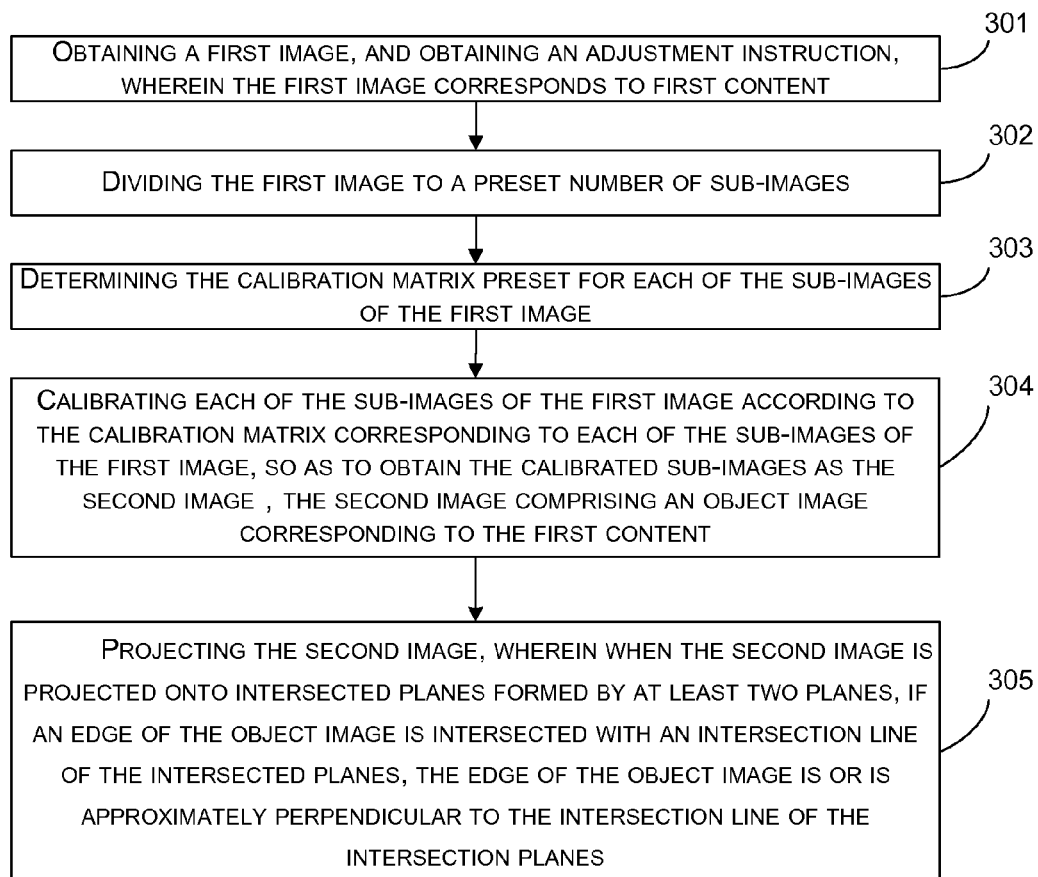 301
OBTAINING A FIRST IMAGE, AND OBTAINING AN ADJUSTMENT INSTRUCTION,
WHEREIN THE FIRST IMAGE CORRESPONDS TO FIRST CONTENT
302
DIVIDING THE FIRST IMAGE TO A PRESET NUMBER OF SUB-IMAGES
303
DETERMINING THE CALIBRATION MATRIX PRESET FOR EACH OF THE SUB-IMAGES
OF THE FIRST IMAGE
304
CALIBRATING EACH OF THE SUB-IMAGES OF THE FIRST IMAGE ACCORDING TO
THE CALIBRATION MATRIX CORRESPONDING TO EACH OF THE SUB-IMAGES OF
THE FIRST IMAGE, SO AS TO OBTAIN THE CALIBRATED SUB-IMAGES AS THE
SECOND IMAGE , THE SECOND IMAGE COMPRISING AN OBJECT IMAGE
CORRESPONDING TO THE FIRST CONTENT
305
PROJECTING THE SECOND IMAGE, WHEREIN WHEN THE SECOND IMAGE IS
PROJECTED ONTO INTERSECTED PLANES FORMED BY AT LEAST TWO PLANES, IF
AN EDGE OF THE OBJECT IMAGE IS INTERSECTED WITH AN INTERSECTION LINE
OF THE INTERSECTED PLANES, THE EDGE OF THE OBJECT IMAGE IS OR IS
APPROXIMATELY PERPENDICULAR TO THE INTERSECTION LINE OF THE
INTERSECTION PLANES